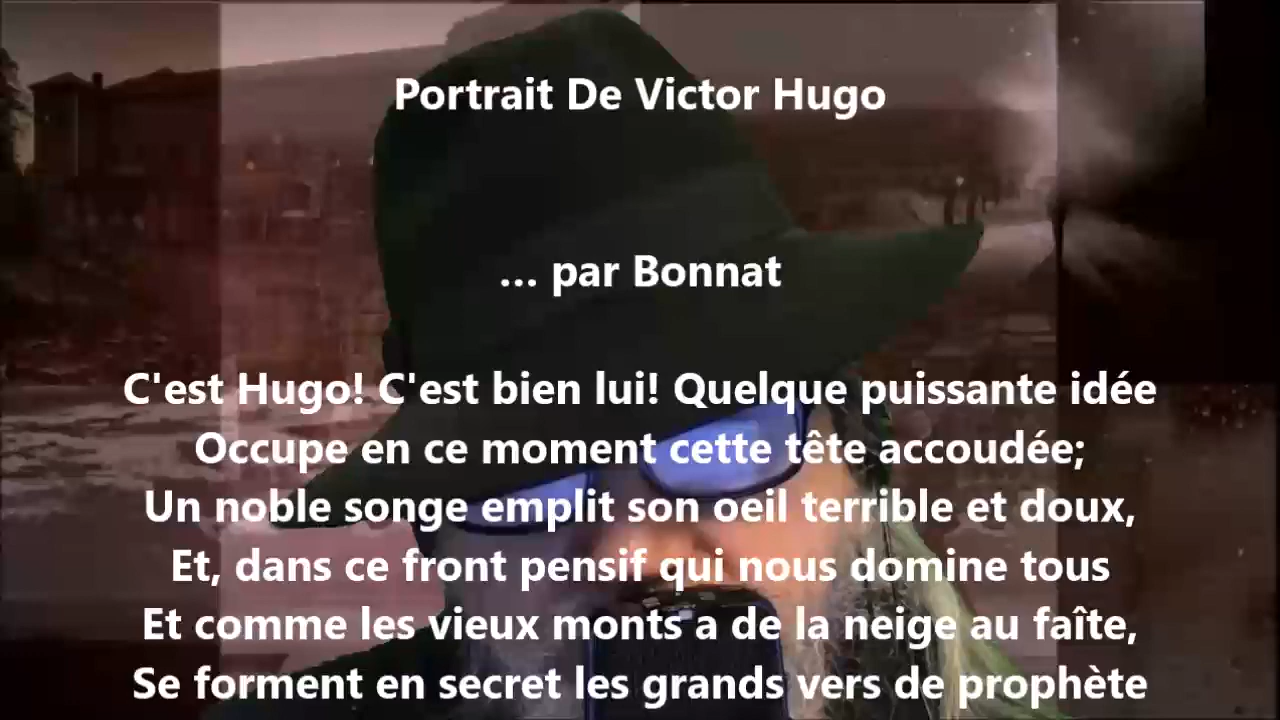 Portrait De Victor Hugo
... par Bonnat
C'est Hugo! C'est bien lui! Quelque puissante idée
Occupe en ce moment cette tête accoudée;
Un noble songe emplit son oeil terrible et doux,
Et, dans ce front pensif qui nous domine tous
Et comme les vieux monts a de la neige au faîte,
Se forment en secret les grands vers de prophète